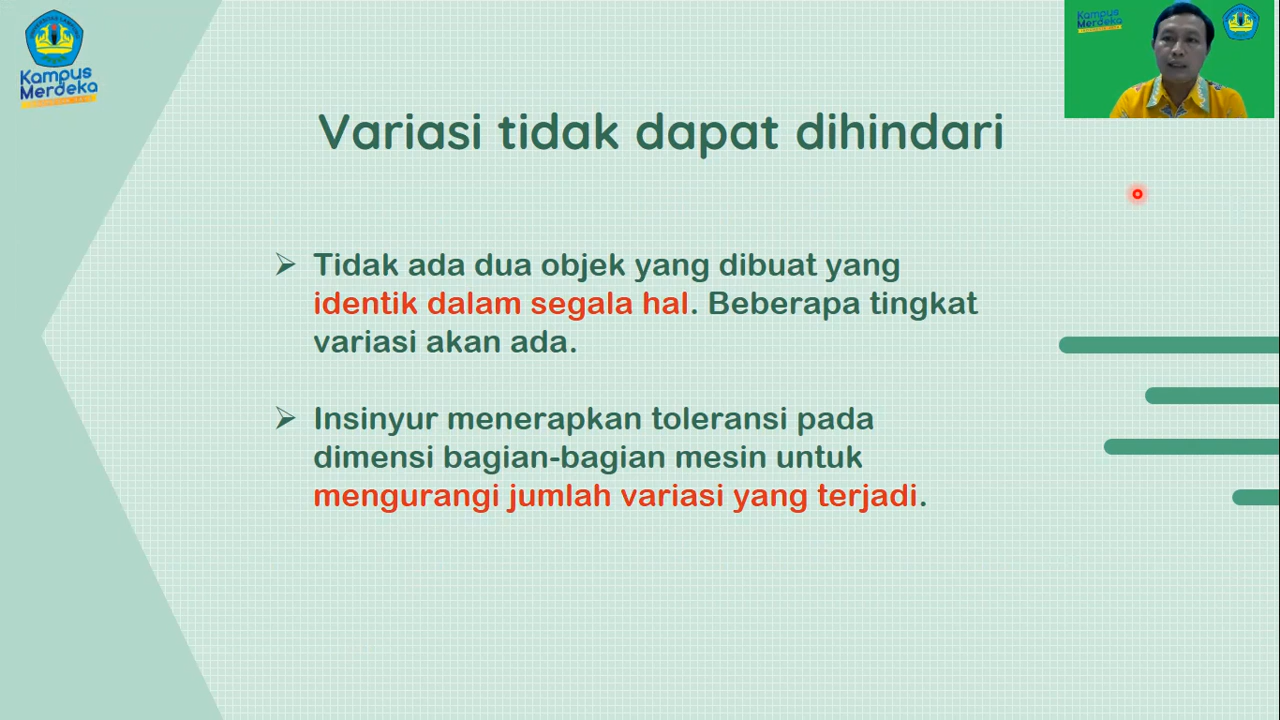 Kampus
Merdeka
Variasi tidak dapat dihindari
Tidak ada dua objek yang dibuat yang
identik dalam segala hal. Beberapa tingkat
variasi akan ada.
Insinyur menerapkan toleransi pada
dimensi bagian-bagian mesin untuk
mengurangi jumlah variasi yang terjadi.
Kampus
Merdeka